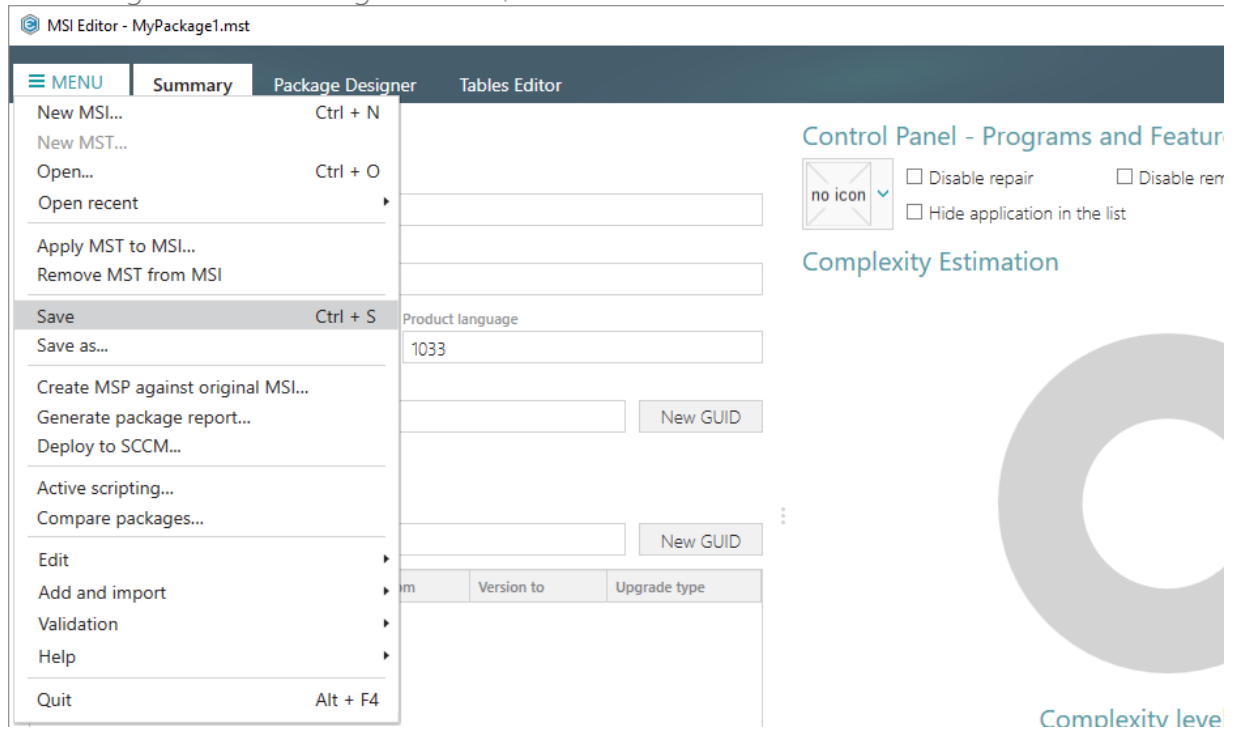 MSI Editor - MyPackage1.mst
MENU Summary Package Designer Tables Editor
New MSI... Ctrl + N
New MST...
Open... Ctrl + O
Open recent
Apply MST to MSI...
Remove MST from MSI
Save Ctrl + S
Save as...
Create MSP against original MSI...
Generate package report...
Deploy to SCCM...
Active scripting...
Compare packages...
Edit
Add and import
Validation
Help
Quit Alt + F4
Product language
1033
New GUID
New GUID
om Version to Upgrade type
Control Panel - Programs and Featur
no icon
Disable repair Disable rem
Hide application in the list
Complexity Estimation
Complexity leve